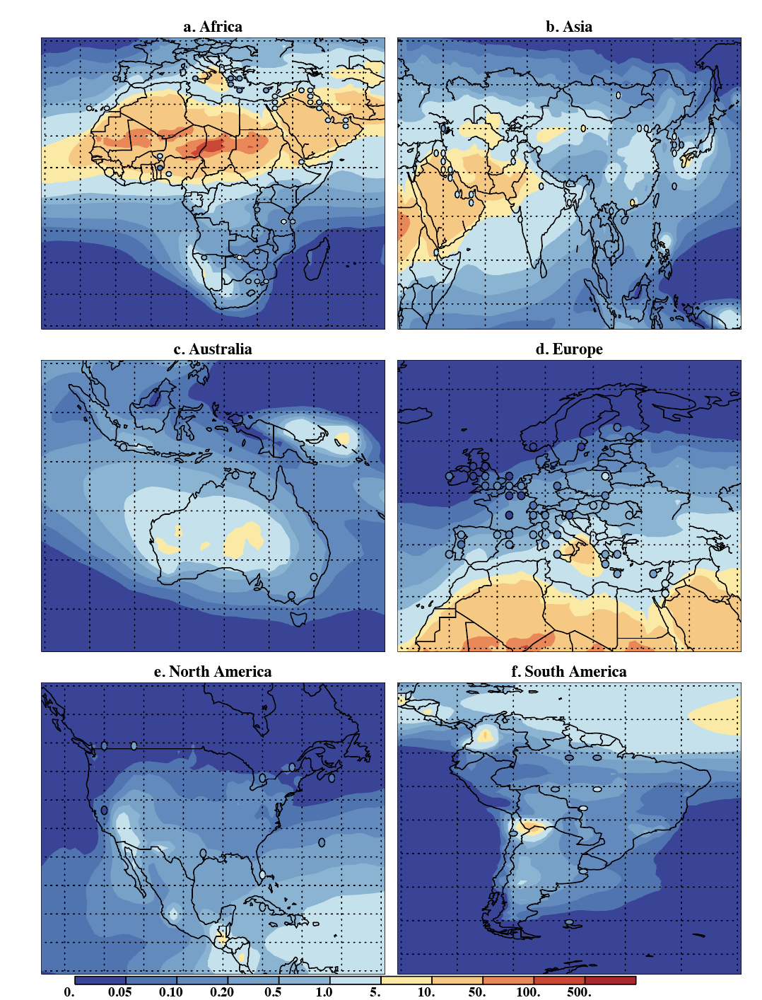 a. Africa
b. Asia
c. Australia
d. Europe
e. North America
f. South America
0. 0.05 0.10 0.20 0.5 1.0 5. 10. 50. 100. 500.